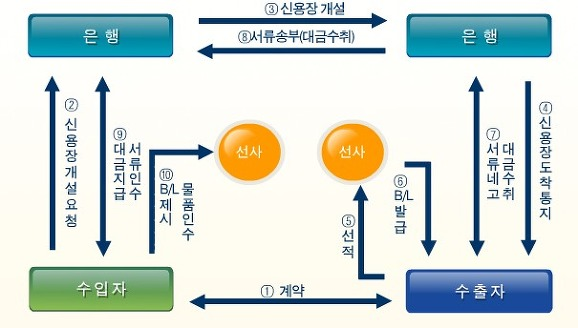 ③ 신용장 개설
은 행
은 행
⑧서류송부(대금수취)
② 신용장개설요청
⑨ 대금지급
서류인수
⑩ B/L 제시
물품인수
선사
선사
⑤ 선적
⑥ B/L 발급
⑦ 서류네고
대금수취
④ 신용장도착통지
수입자
① 계약
수출자